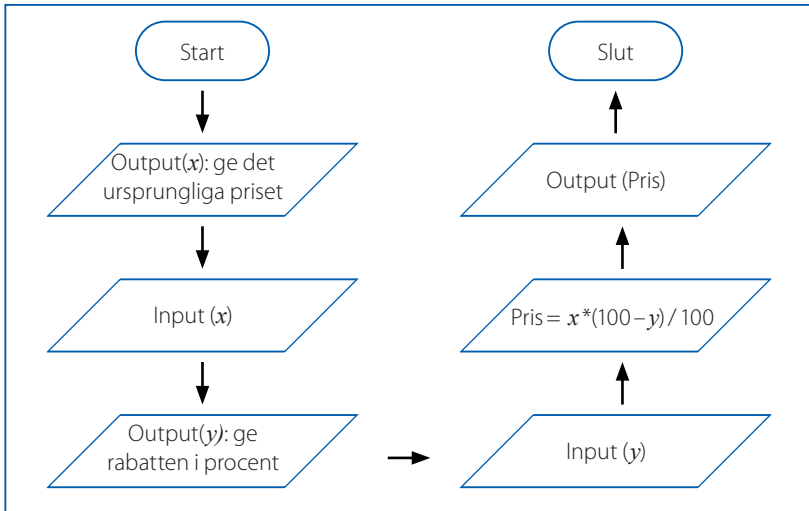 Start
Output(x): ge det
ursprungliga priset
Input (x)
Output(y): ge
rabatten i procent
Input (y)
Pris = x*(100 – y) / 100
Output (Pris)
Slut